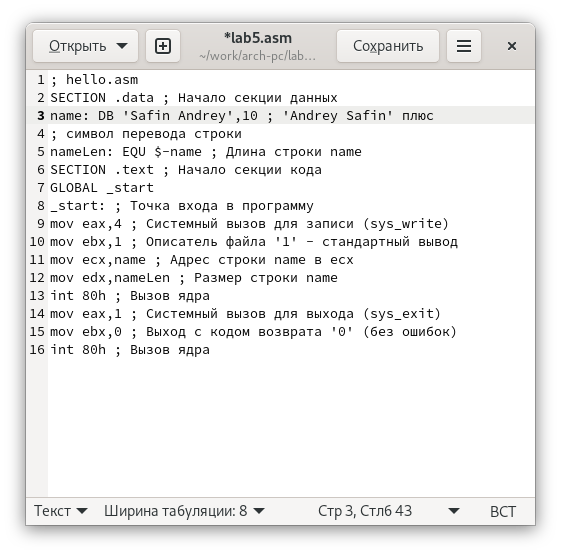 Открыть
*lab5.asm
~/work/arch-pc/lab...
Сохранить
1 ; hello.asm
2 SECTION .data ; Начало секции данных
3 name: DB 'Safin Andrey',10 ; 'Andrey Safin' плюс
4 ; символ перевода строки
5 nameLen: EQU $-name ; Длина строки name
6 SECTION .text ; Начало секции кода
7 GLOBAL _start
8 _start: ; Точка входа в программу
9 mov eax,4 ; Системный вызов для записи (sys_write)
10 mov ebx,1 ; Описатель файла '1' - стандартный вывод
11 mov ecx,name ; Адрес строки name в ecx
12 mov edx,nameLen ; Размер строки name
13 int 80h ; Вызов ядра
14 mov eax,1 ; Системный вызов для выхода (sys_exit)
15 mov ebx,0 ; Выход с кодом возврата '0' (без ошибок)
16 int 80h ; Вызов ядра
Текст Ширина табуляции: 8 Стр 3, Стлб 43 ВСТ